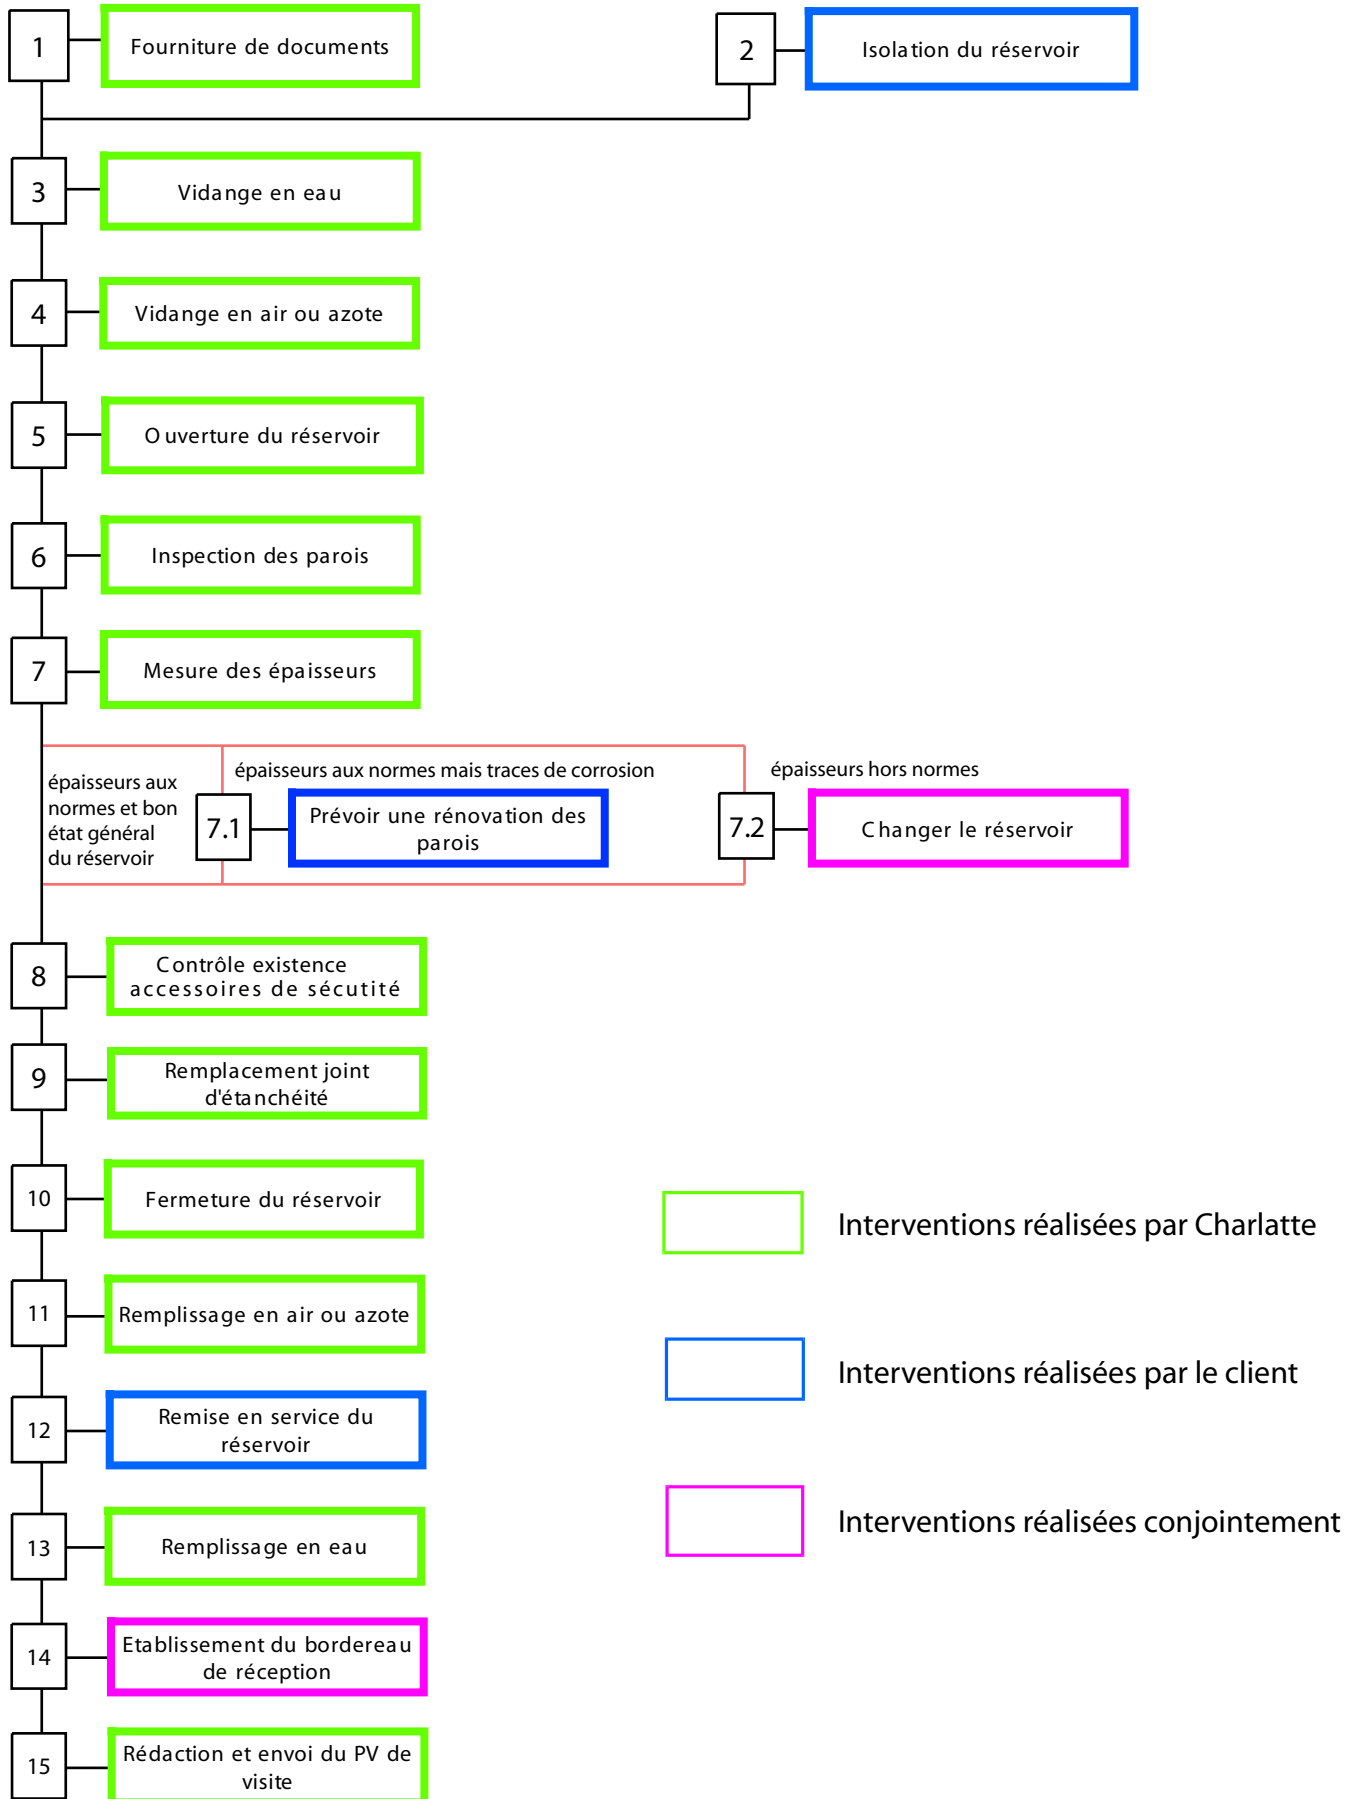 1
Fourniture de documents
2
Isolation du réservoir
3
Vidange en eau
4
Vidange en air ou azote
5
Ouverture du réservoir
6
Inspection des parois
7
Mesure des épaisseurs
épaisseurs aux
normes et bon
état général
du réservoir
épaisseurs aux normes mais traces de corrosion
7.1
Prévoir une rénovation des
parois
épaisseurs hors normes
7.2
Changer le réservoir
8
Contrôle existence
accessoires de sécutité
9
Remplacement joint
d'étanchéité
10
Fermeture du réservoir
11
Remplissage en air ou azote
12
Remise en service du
réservoir
13
Remplissage en eau
14
Etablissement du bordereau
de réception
15
Rédaction et envoi du PV de
visite
Interventions réalisées par Charlatte
Interventions réalisées par le client
Interventions réalisées conjointement